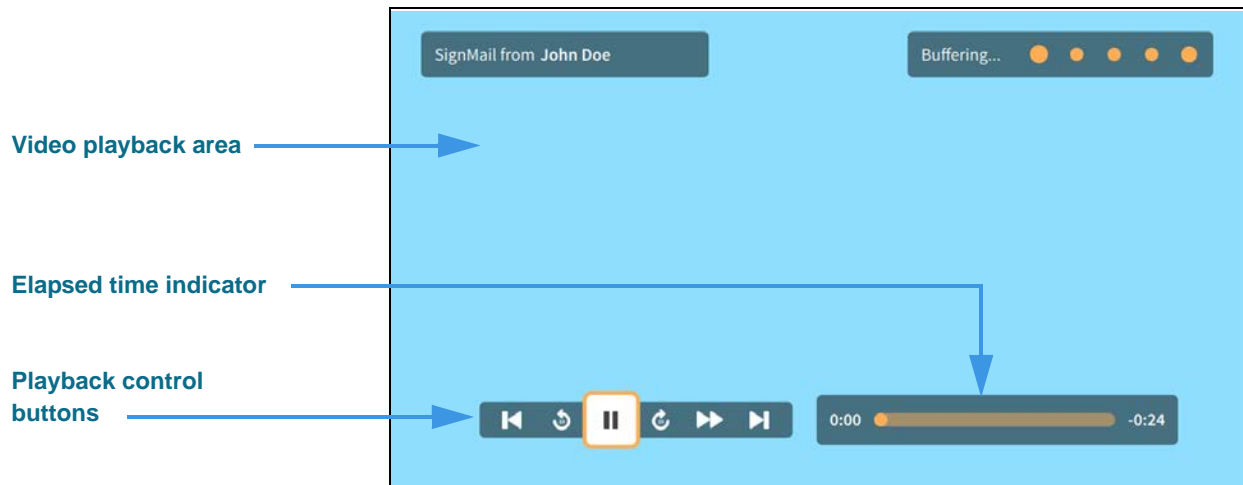 SignMail from John Doe
Buffering...
Video playback area
Elapsed time indicator
Playback control
buttons
0:00
-0:24